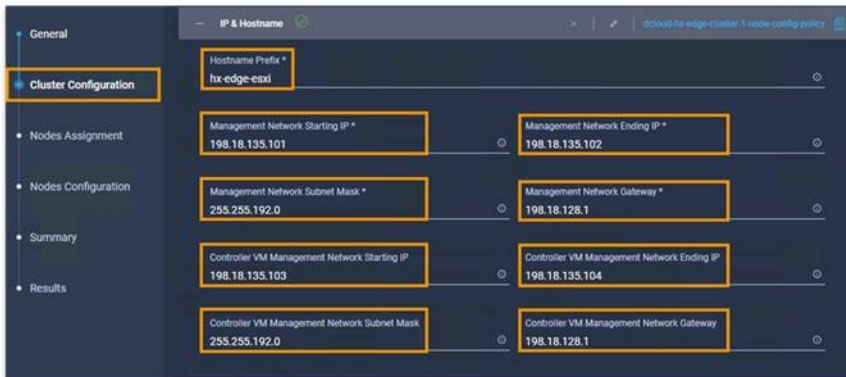 General
Cluster Configuration
Nodes Assignment
Nodes Configuration
Summary
Results
IP & Hostname
dcloud-hx-edge-cluster-1-node-config-policy
Hostname Prefix *
hx-edge-esxi
Management Network Starting IP *
198.18.135.101
Management Network Ending IP *
198.18.135.102
Management Network Subnet Mask *
255.255.192.0
Management Network Gateway *
198.18.128.1
Controller VM Management Network Starting IP
198.18.135.103
Controller VM Management Network Ending IP
198.18.135.104
Controller VM Management Network Subnet Mask
255.255.192.0
Controller VM Management Network Gateway
198.18.128.1